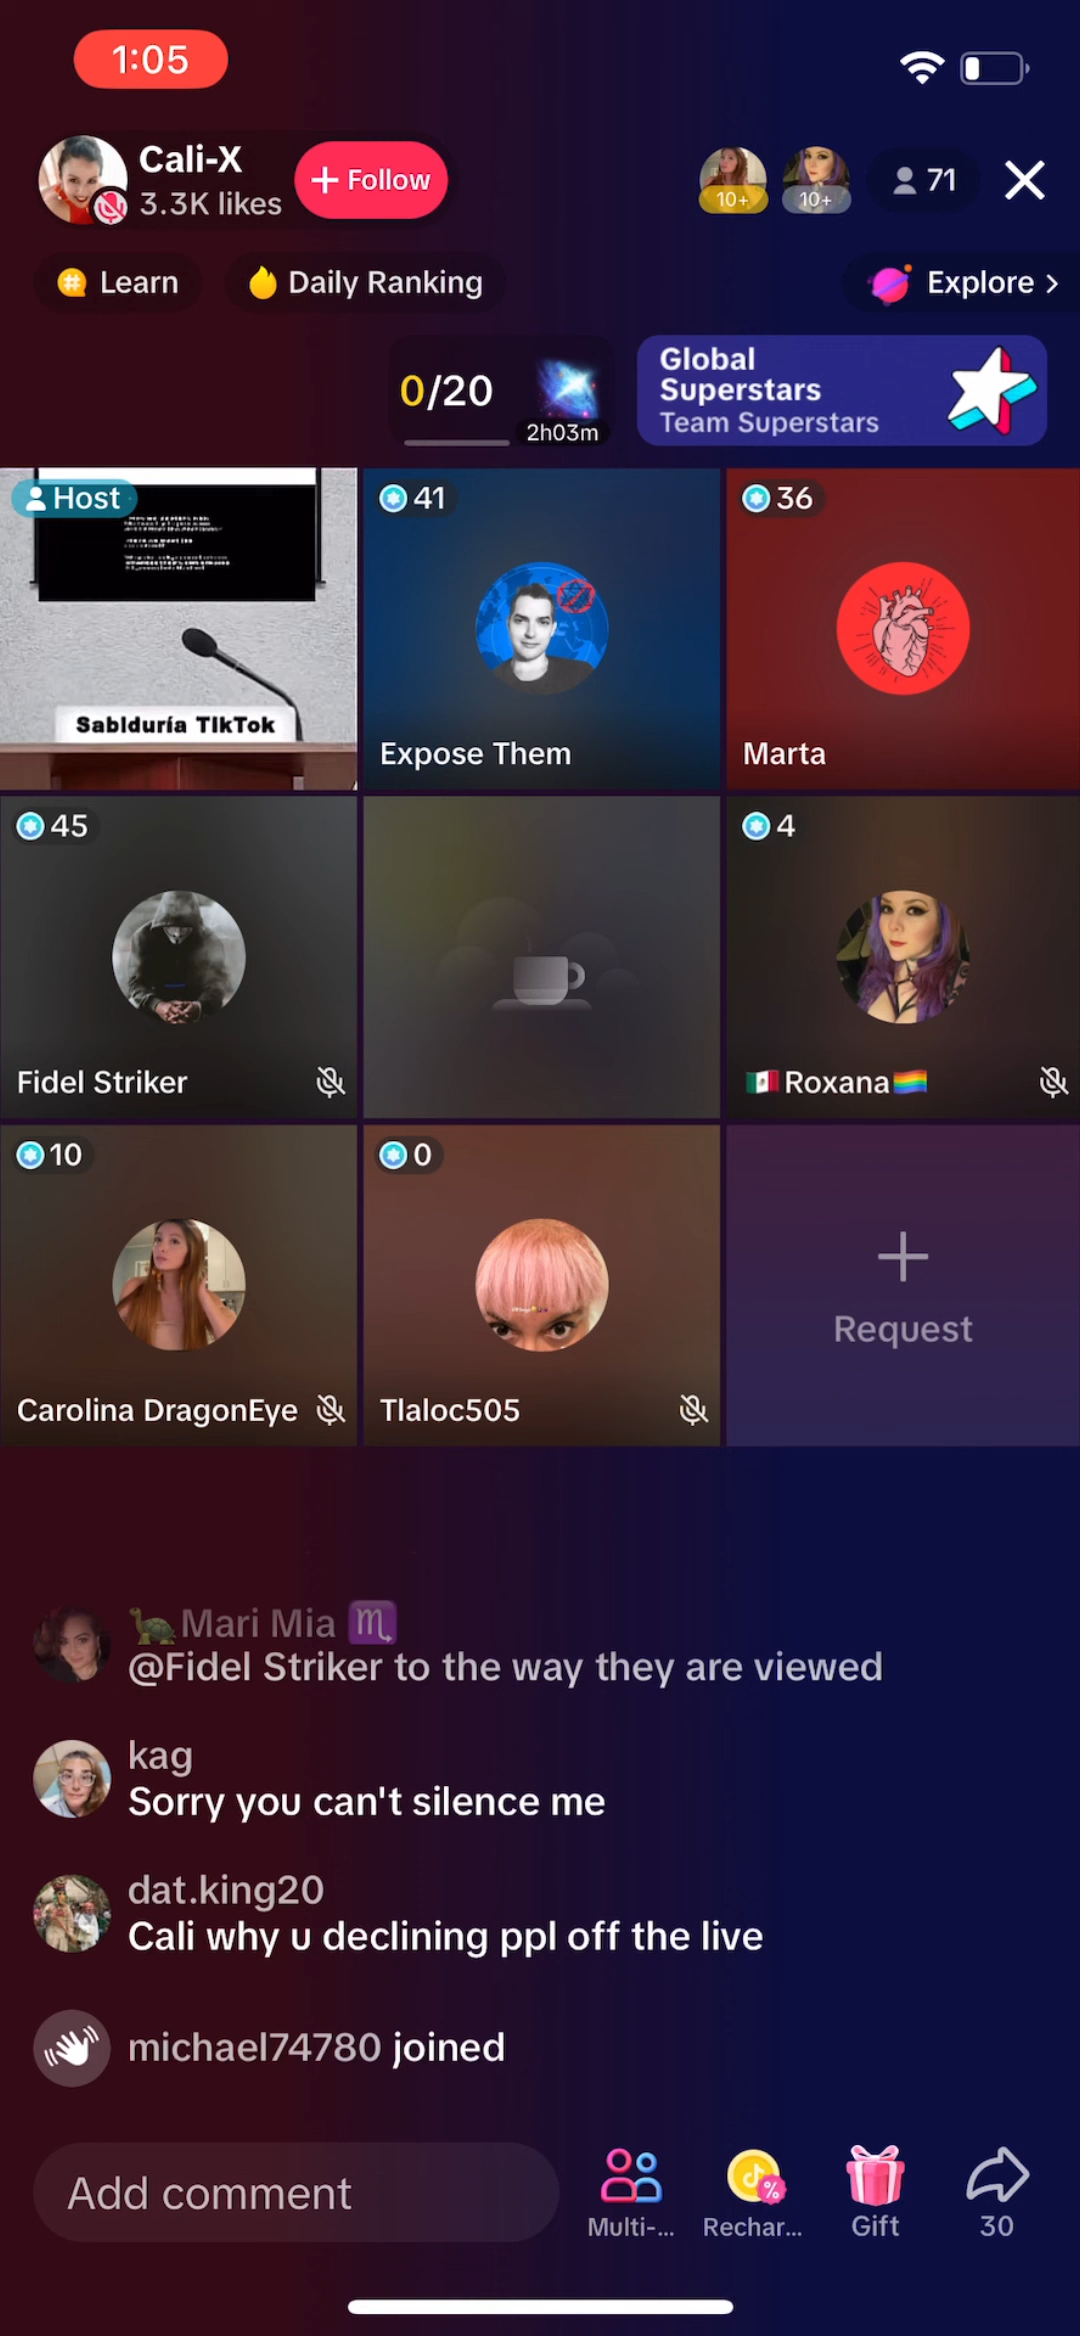 1:05
Cali-X
3.3K likes
+ Follow
10+
10+
71
Learn
Daily Ranking
Explore >
0/20
2h03m
Global
Superstars
Team Superstars
Host
Sabiduría TikTok
41
Expose Them
36
Marta
45
Fidel Striker
4
🇲🇽Roxana🏳️‍🌈
10
Carolina DragonEye
0
Tlaloc505
Request
🐢Mari Mia ♏
@Fidel Striker to the way they are viewed
kag
Sorry you can't silence me
dat.king20
Cali why u declining ppl off the live
michael74780 joined
Add comment
Multi-...
Rechar...
Gift
30